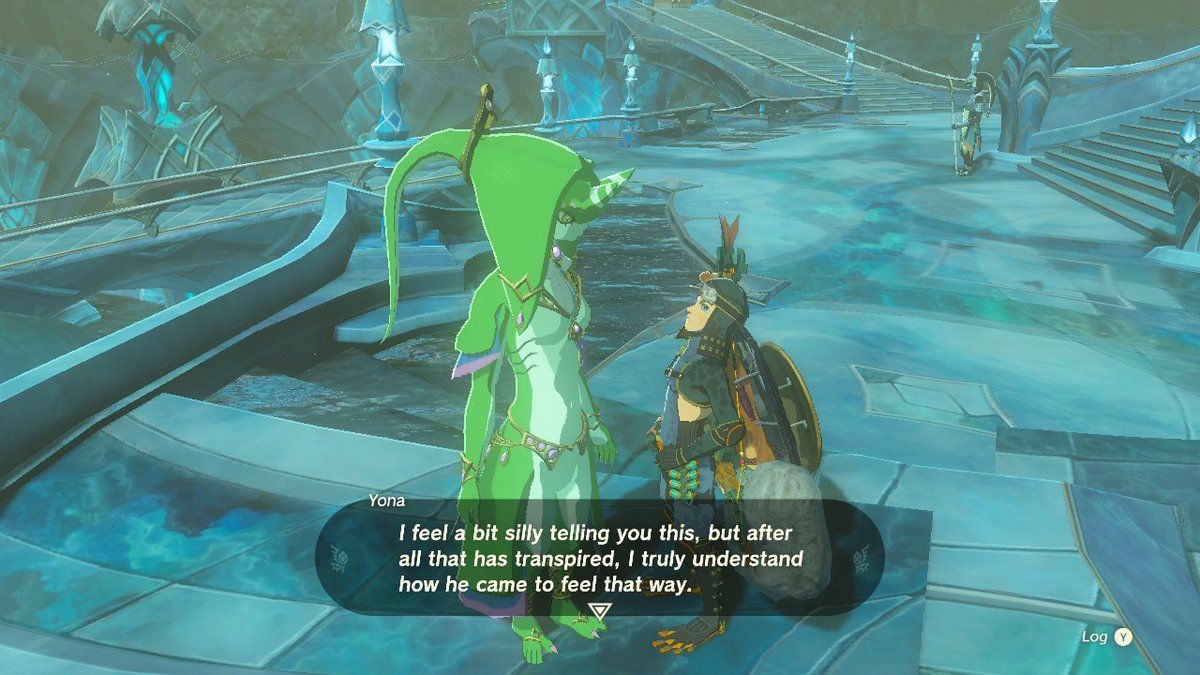 Yona
I feel a bit silly telling you this, but after
all that has transpired, I truly understand
how he came to feel that way.
Log Y